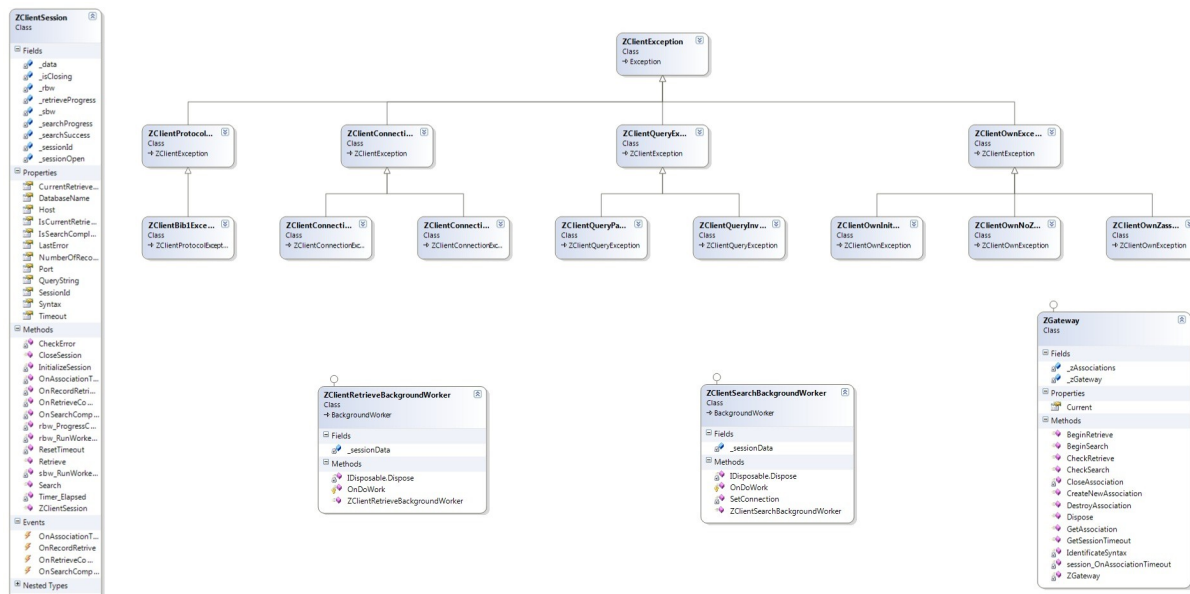 ZClientSession
Class
Fields
_data
_isClosing
_rbw
_retrieveProgress
_sbw
_searchProgress
_searchSuccess
_sessionId
_sessionOpen
Properties
CurrentRetrieve...
DatabaseName
Host
IsCurrentRetrie...
IsSearchCompl...
LastError
NumberOfReco...
Port
QueryString
SessionId
Syntax
Timeout
Methods
CheckError
CloseSession
InitializeSession
OnAssociationT...
OnRecordRetri...
OnRetrieveCo...
OnSearchComp...
rbw_ProgressC...
rbw_RunWorke...
ResetTimeout
Retrieve
sbw_RunWorke...
Search
Timer_Elapsed
ZClientSession
Events
OnAssociationT...
OnRecordRetrive
OnRetrieveCo...
OnSearchComp...
Nested Types
ZClientException
Class
Exception
ZClientProtocol...
Class
ZClientException
ZClientConnecti...
Class
ZClientException
ZClientQueryEx...
Class
ZClientException
ZClientOwnExce...
Class
ZClientException
ZClientBib1Exce...
Class
ZClientProtocolExcept...
ZClientConnecti...
Class
ZClientConnectionExc...
ZClientConnecti...
Class
ZClientConnectionExc...
ZClientQueryPa...
Class
ZClientQueryException
ZClientQueryInv...
Class
ZClientQueryException
ZClientOwnInit...
Class
ZClientOwnException
ZClientOwnNoZ...
Class
ZClientOwnException
ZClientOwnZass...
Class
ZClientOwnException
ZClientRetrieveBackgroundWorker
Class
BackgroundWorker
Fields
_sessionData
Methods
IDisposable.Dispose
OnDoWork
ZClientRetrieveBackgroundWorker
ZClientSearchBackgroundWorker
Class
BackgroundWorker
Fields
_sessionData
Methods
IDisposable.Dispose
OnDoWork
SetConnection
ZClientSearchBackgroundWorker
ZGateway
Class
Fields
_zAssociations
_zGateway
Properties
Current
Methods
BeginRetrieve
BeginSearch
CheckRetrieve
CheckSearch
CloseAssociation
CreateNewAssociation
DestroyAssociation
Dispose
GetAssociation
GetSessionTimeout
IdentificateSyntax
session_OnAssociationTimeout
ZGateway